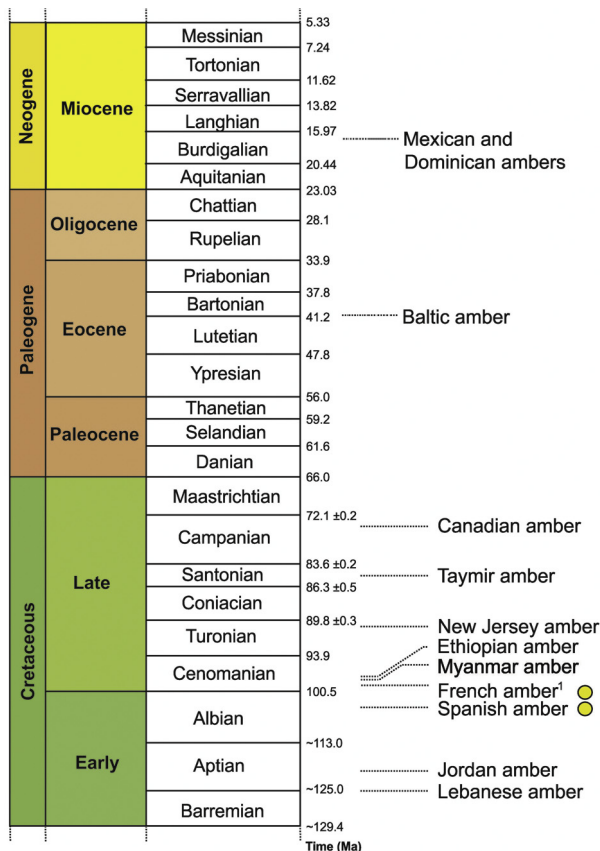 5.33
Messinian
7.24
Tortonian
11.62
Serravallian
13.82
Neogene
Miocene
Langhian
15.97
Mexican and
Dominican ambers
Burdigalian
20.44
Aquitanian
23.03
Chattian
Oligocene
28.1
Rupelian
33.9
Priabonian
37.8
Bartonian
41.2
Baltic amber
Paleogene
Eocene
Lutetian
47.8
Ypresian
56.0
Thanetian
59.2
Paleocene
Selandian
61.6
Danian
66.0
Maastrichtian
72.1 ±0.2
Canadian amber
Campanian
83.6 ±0.2
Late
Santonian
Taymir amber
86.3 ±0.5
Coniacian
89.8 ±0.3
New Jersey amber
Turonian
Ethiopian amber
93.9
Myanmar amber
Cretaceous
Cenomanian
French amber¹
100.5
Spanish amber
Albian
~113.0
Early
Aptian
Jordan amber
~125.0
Lebanese amber
Barremian
~129.4
Time (Ma)